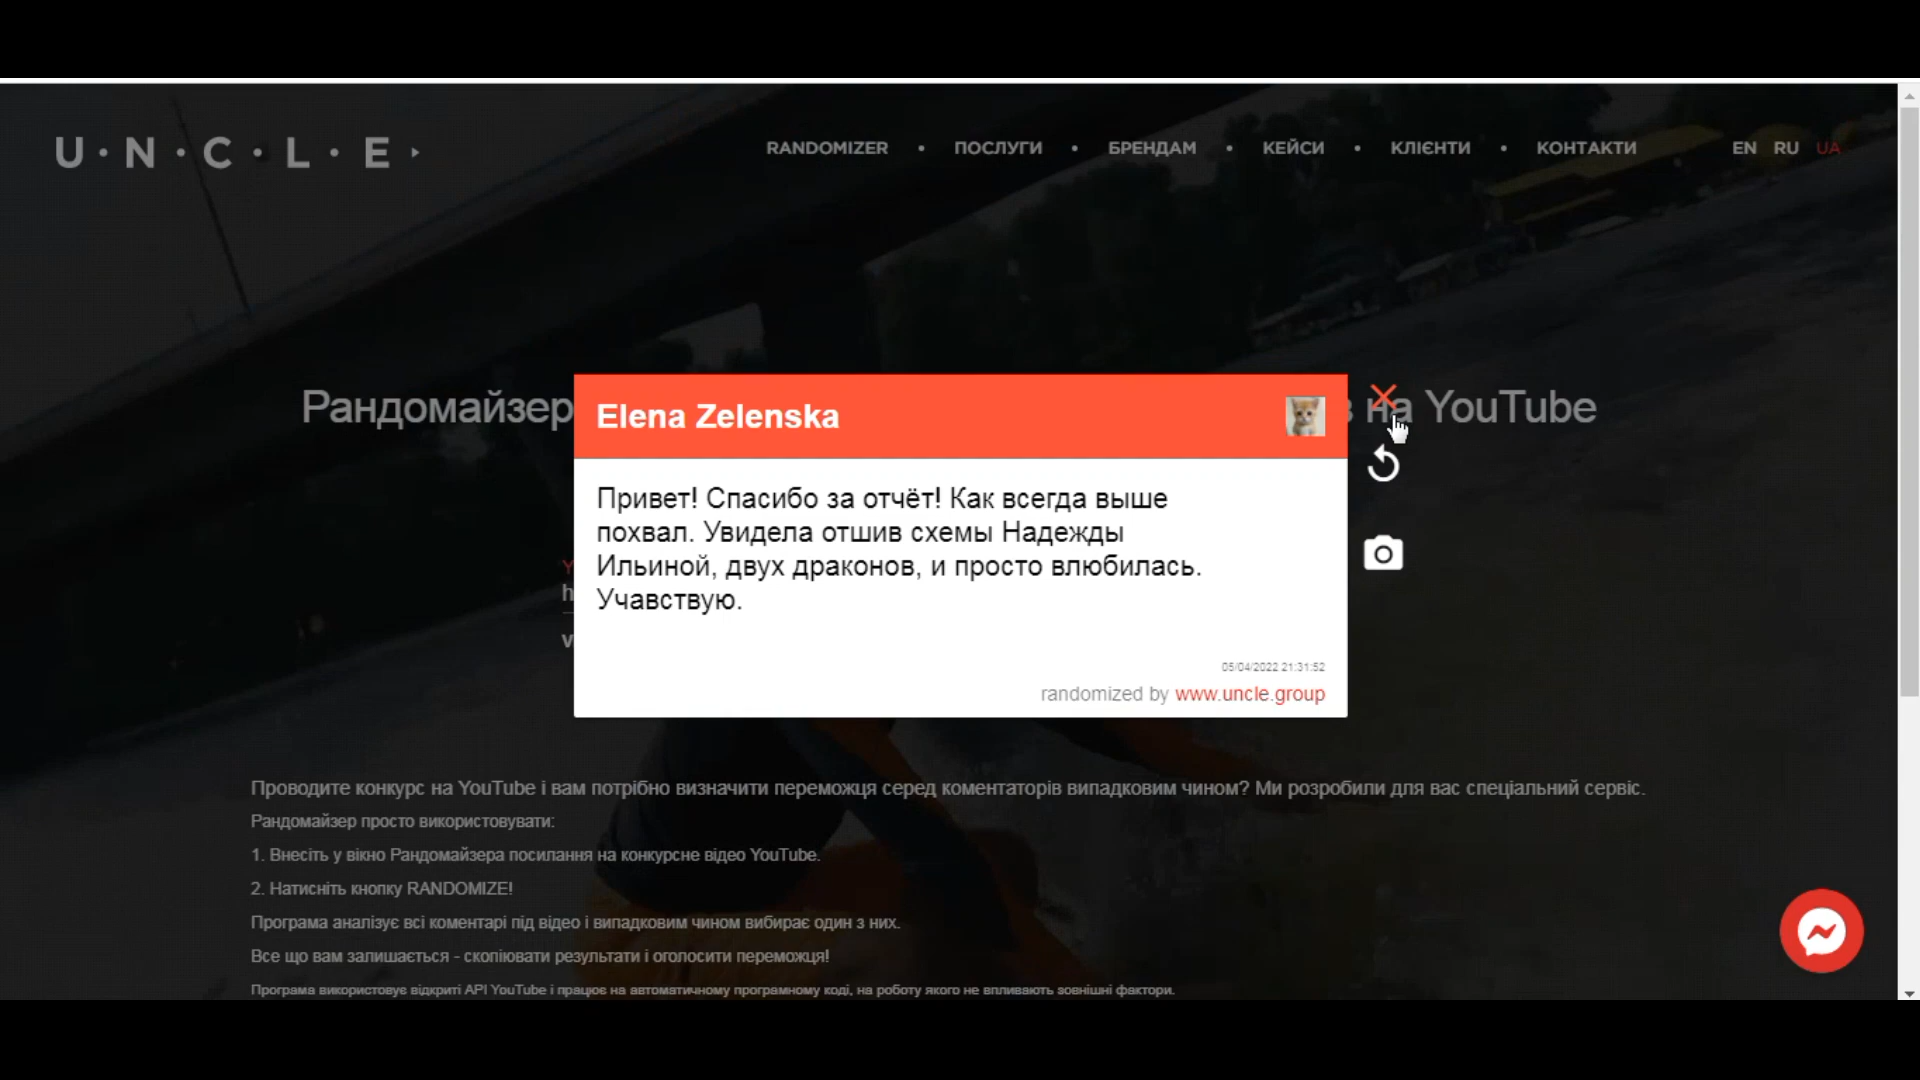 U·N·C·L·E
RANDOMIZER • ПОСЛУГИ • БРЕНДАМ • КЕЙСИ • КЛІЄНТИ • КОНТАКТИ
EN RU UA
Рандомайзер на YouTube
Elena Zelenska
Привет! Спасибо за отчёт! Как всегда выше
похвал. Увидела отшив схемы Надежды
Ильиной, двух драконов, и просто влюбилась.
Учавствую.
05/04/2022 21:31:52
randomized by www.uncle.group
Проводите конкурс на YouTube і вам потрібно визначити переможця серед коментаторів випадковим чином? Ми розробили для вас спеціальний сервіс.
Рандомайзер просто використовувати:
1. Внесіть у вікно Рандомайзера посилання на конкурсне відео YouTube.
2. Натисніть кнопку RANDOMIZE!
Програма аналізує всі коментарі під відео і випадковим чином вибирає один з них.
Все що вам залишається - скопіювати результати і оголосити переможця!
Програма використовує відкриті API YouTube і працює на автоматичному програмному коді, на роботу якого не впливають зовнішні фактори.